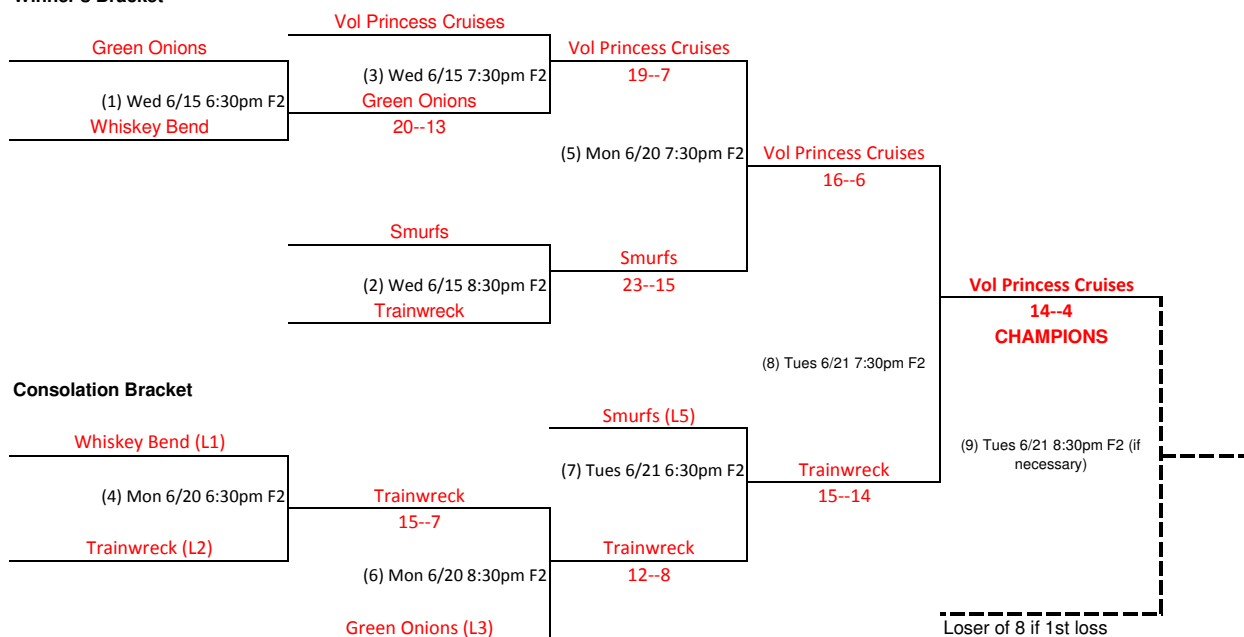 Vol Princess Cruises
Green Onions
Vol Princess Cruises
(3) Wed 6/15 7:30pm F2
19--7
(1) Wed 6/15 6:30pm F2
Green Onions
Whiskey Bend
20--13
(5) Mon 6/20 7:30pm F2
Vol Princess Cruises
16--6
Smurfs
Smurfs
(2) Wed 6/15 8:30pm F2
23--15
Trainwreck
Vol Princess Cruises
14--4
CHAMPIONS
(8) Tues 6/21 7:30pm F2
Consolation Bracket
Smurfs (L5)
Whiskey Bend (L1)
(9) Tues 6/21 8:30pm F2 (if
necessary)
(7) Tues 6/21 6:30pm F2
Trainwreck
(4) Mon 6/20 6:30pm F2
Trainwreck
15--14
15--7
Trainwreck (L2)
Trainwreck
(6) Mon 6/20 8:30pm F2
12--8
Green Onions (L3)
Loser of 8 if 1st loss